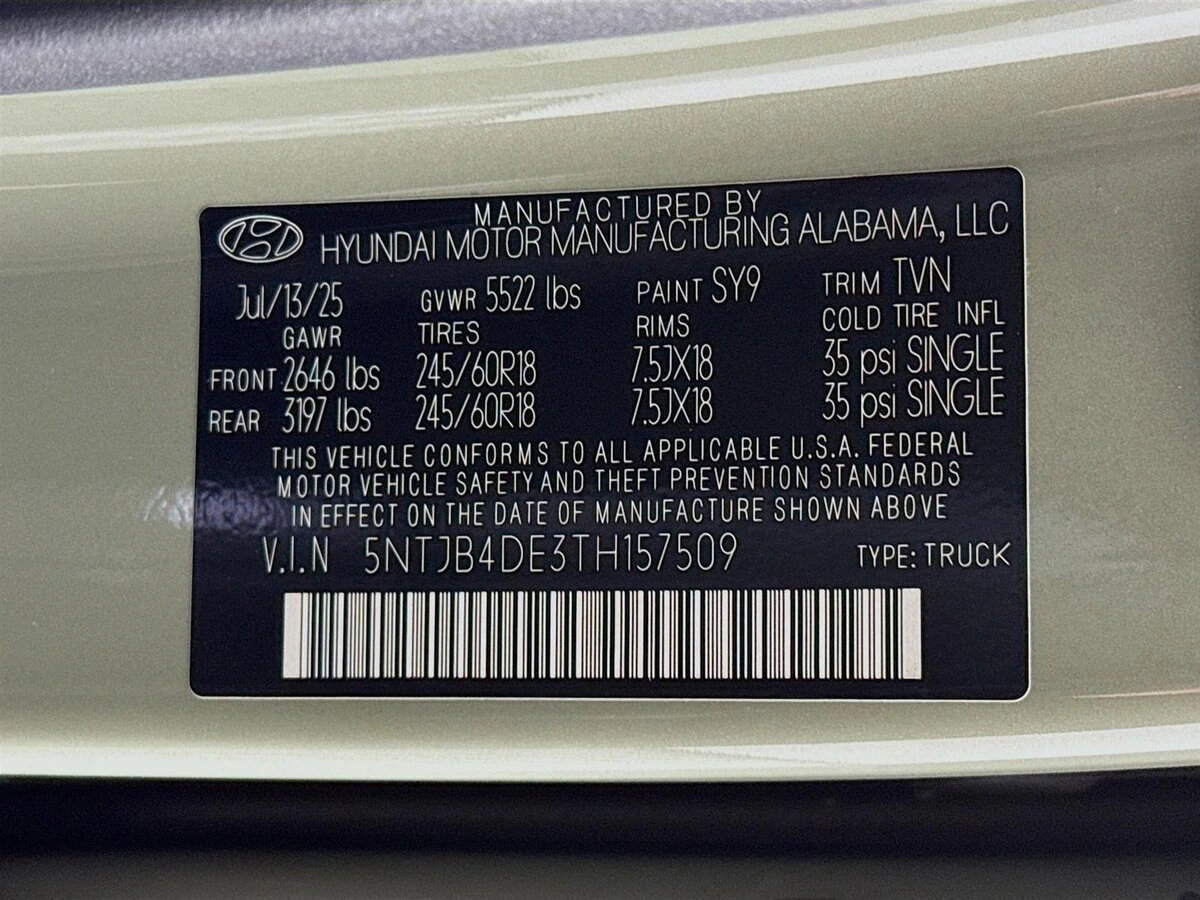 MANUFACTURED BY
HYUNDAI MOTOR MANUFACTURING ALABAMA, LLC
Jul/13/25 GVWR 5522 lbs PAINT SY9 TRIM TVN
GAWR TIRES RIMS COLD TIRE INFL
FRONT 2646 lbs 245/60R18 7.5JX18 35 psi SINGLE
REAR 3197 lbs 245/60R18 7.5JX18 35 psi SINGLE
THIS VEHICLE CONFORMS TO ALL APPLICABLE U.S.A. FEDERAL
MOTOR VEHICLE SAFETY AND THEFT PREVENTION STANDARDS
IN EFFECT ON THE DATE OF MANUFACTURE SHOWN ABOVE
V.I.N 5NTJB4DE3TH157509 TYPE: TRUCK